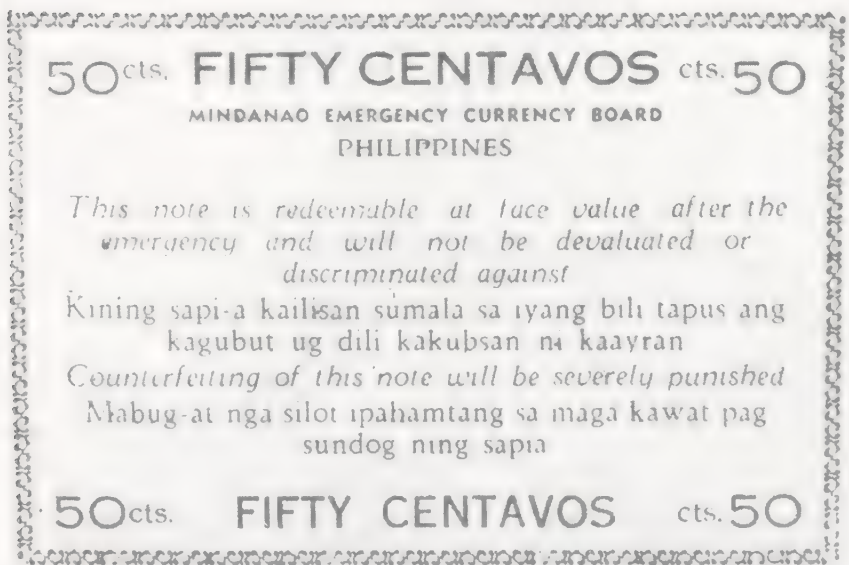 50cts. FIFTY CENTAVOS cts. 50
MINDANAO EMERGENCY CURRENCY BOARD
PHILIPPINES
This note is redeemable at face value after the
emergency and will not be devaluated or
discriminated against
Kining sapi-a kailisan sumala sa iyang bili tapus ang
kagubut ug dili kakubsan ni kaayran
Counterfeiting of this note will be severely punished
Mabug-at nga silot ipahamtang sa maga kawat pag
sundog ning sapia
50cts. FIFTY CENTAVOS cts. 50